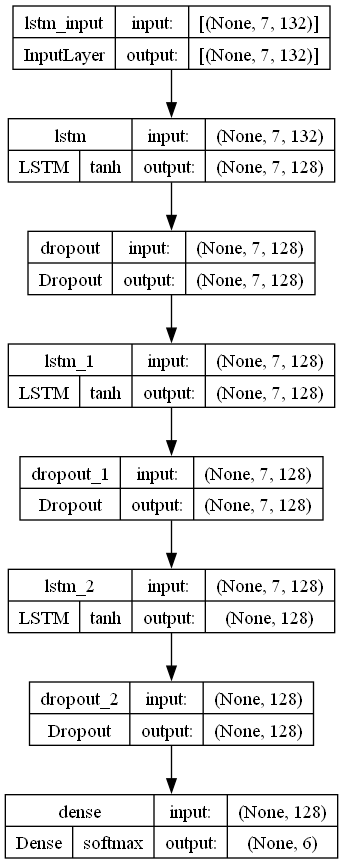 lstm_input input: [(None, 7, 132)]
InputLayer output: [(None, 7, 132)]
lstm input: (None, 7, 132)
LSTM tanh output: (None, 7, 128)
dropout input: (None, 7, 128)
Dropout output: (None, 7, 128)
lstm_1 input: (None, 7, 128)
LSTM tanh output: (None, 7, 128)
dropout_1 input: (None, 7, 128)
Dropout output: (None, 7, 128)
lstm_2 input: (None, 7, 128)
LSTM tanh output: (None, 128)
dropout_2 input: (None, 128)
Dropout output: (None, 128)
dense input: (None, 128)
Dense softmax output: (None, 6)